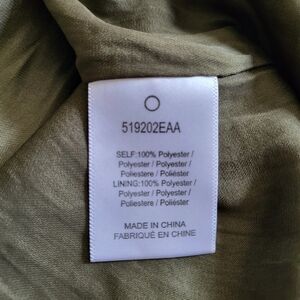 519202EAA
SELF:100% Polyester /
Polyester / Polyester /
Poliestere / Poliéster
LINING:100% Polyester /
Polyester / Polyester /
Poliestere / Poliéster
MADE IN CHINA
FABRIQUÉ EN CHINE